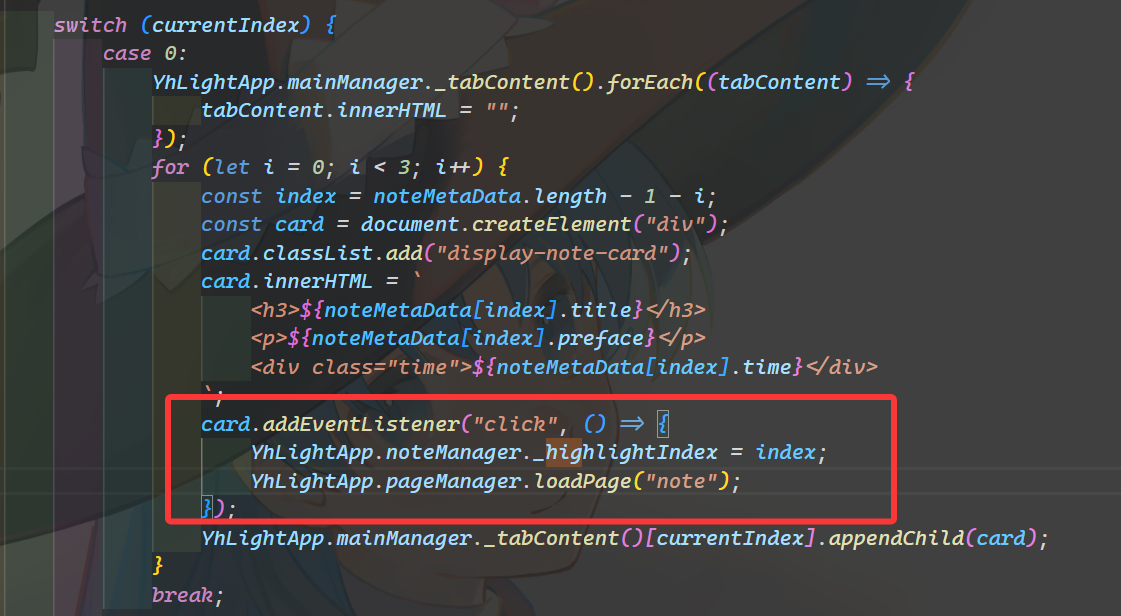 switch (currentIndex) {
case 0:
YhLightApp.mainManager._tabContent().forEach((tabContent) => {
tabContent.innerHTML = "";
});
for (let i = 0; i < 3; i++) {
const index = noteMetaData.length - 1 - i;
const card = document.createElement("div");
card.classList.add("display-note-card");
card.innerHTML = `
<h3>${noteMetaData[index].title}</h3>
<p>${noteMetaData[index].preface}</p>
<div class="time">${noteMetaData[index].time}</div>
`;
card.addEventListener("click", () => {
YhLightApp.noteManager._highlightIndex = index;
YhLightApp.pageManager.loadPage("note");
});
YhLightApp.mainManager._tabContent()[currentIndex].appendChild(card);
}
break;